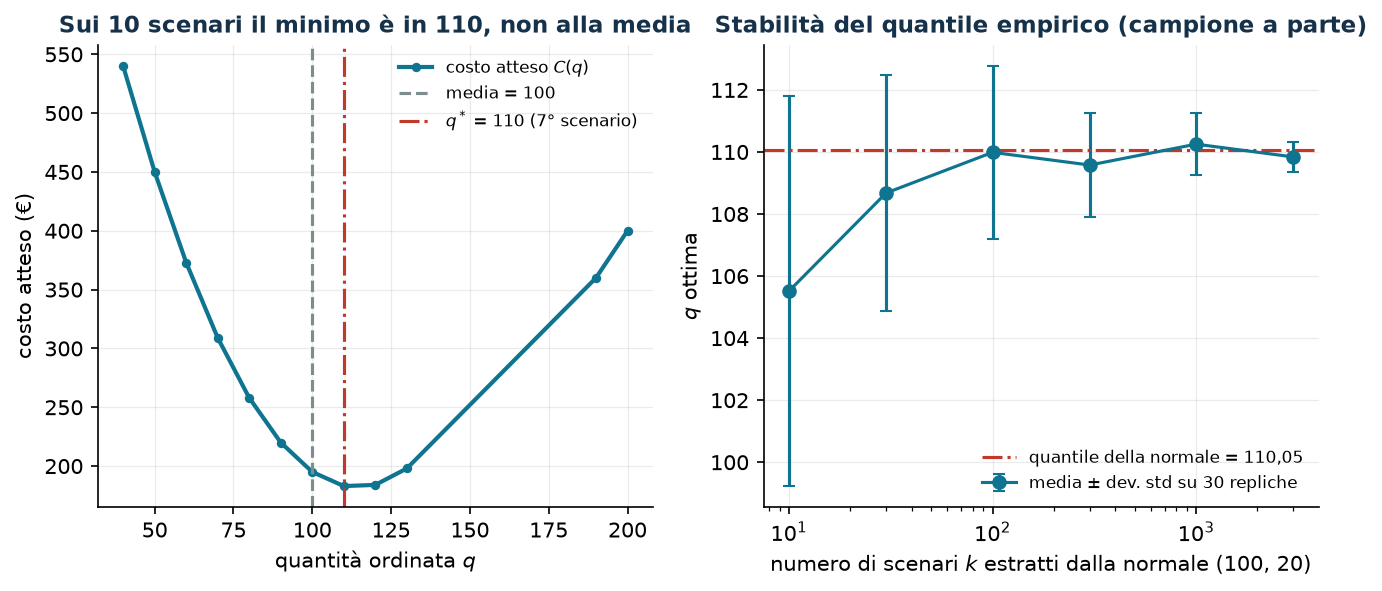 Sui 10 scenari il minimo è in 110, non alla media
costo atteso C(q)
media = 100
q* = 110 (7° scenario)
550
500
450
400
350
300
250
200
costo atteso (€)
50 75 100 125 150 175 200
quantità ordinata q
Stabilità del quantile empirico (campione a parte)
112
110
108
106
104
102
100
q ottima
quantile della normale = 110,05
media ± dev. std su 30 repliche
10¹ 10² 10³
numero di scenari k estratti dalla normale (100, 20)